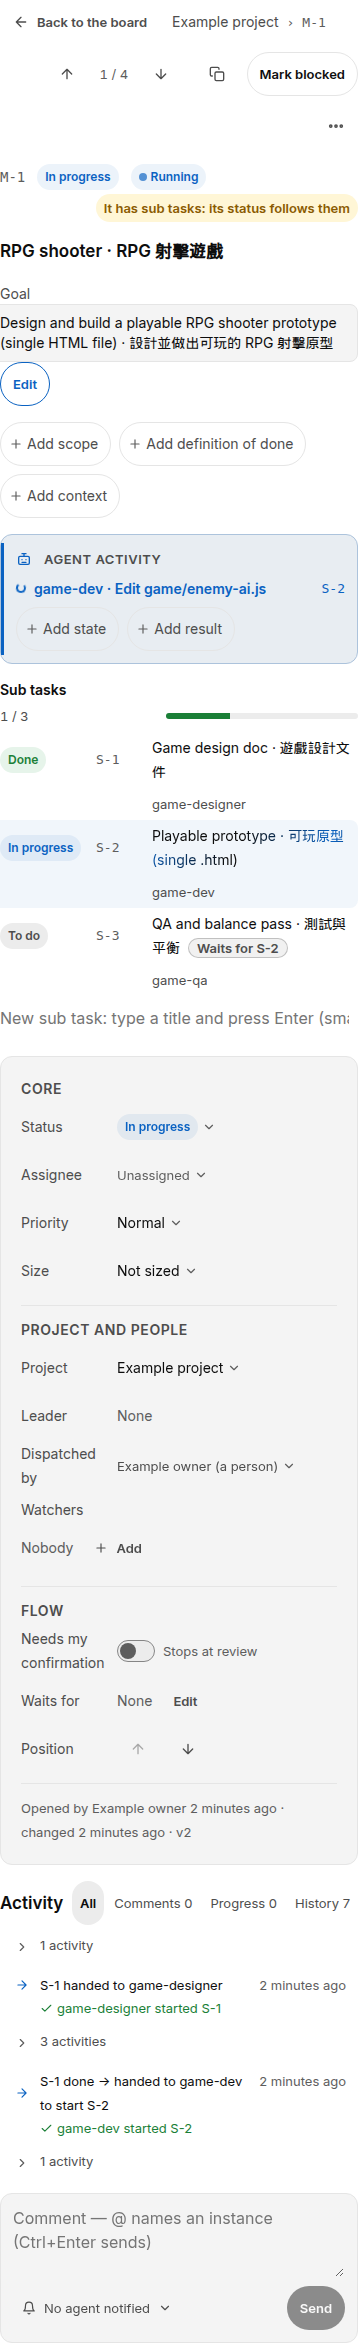 Back to the board Example project › M-1
1 / 4 Mark blocked
M-1 In progress Running
It has sub tasks: its status follows them
RPG shooter · RPG 射擊遊戲
Goal
Design and build a playable RPG shooter prototype
(single HTML file) · 設計並做出可玩的 RPG 射擊原型
Edit
+ Add scope + Add definition of done
+ Add context
AGENT ACTIVITY
game-dev · Edit game/enemy-ai.js S-2
+ Add state + Add result
Sub tasks
1 / 3
Done S-1 Game design doc · 遊戲設計文
件
game-designer
In progress S-2 Playable prototype · 可玩原型
(single .html)
game-dev
To do S-3 QA and balance pass · 測試與
平衡 Waits for S-2
game-qa
New sub task: type a title and press Enter (sma
CORE
Status In progress
Assignee Unassigned
Priority Normal
Size Not sized
PROJECT AND PEOPLE
Project Example project
Leader None
Dispatched
by Example owner (a person)
Watchers
Nobody + Add
FLOW
Needs my
confirmation Stops at review
Waits for None Edit
Position
Opened by Example owner 2 minutes ago ·
changed 2 minutes ago · v2
Activity All Comments 0 Progress 0 History 7
1 activity
S-1 handed to game-designer 2 minutes ago
✓ game-designer started S-1
3 activities
S-1 done → handed to game-dev 2 minutes ago
to start S-2
✓ game-dev started S-2
1 activity
Comment — @ names an instance
(Ctrl+Enter sends)
No agent notified Send